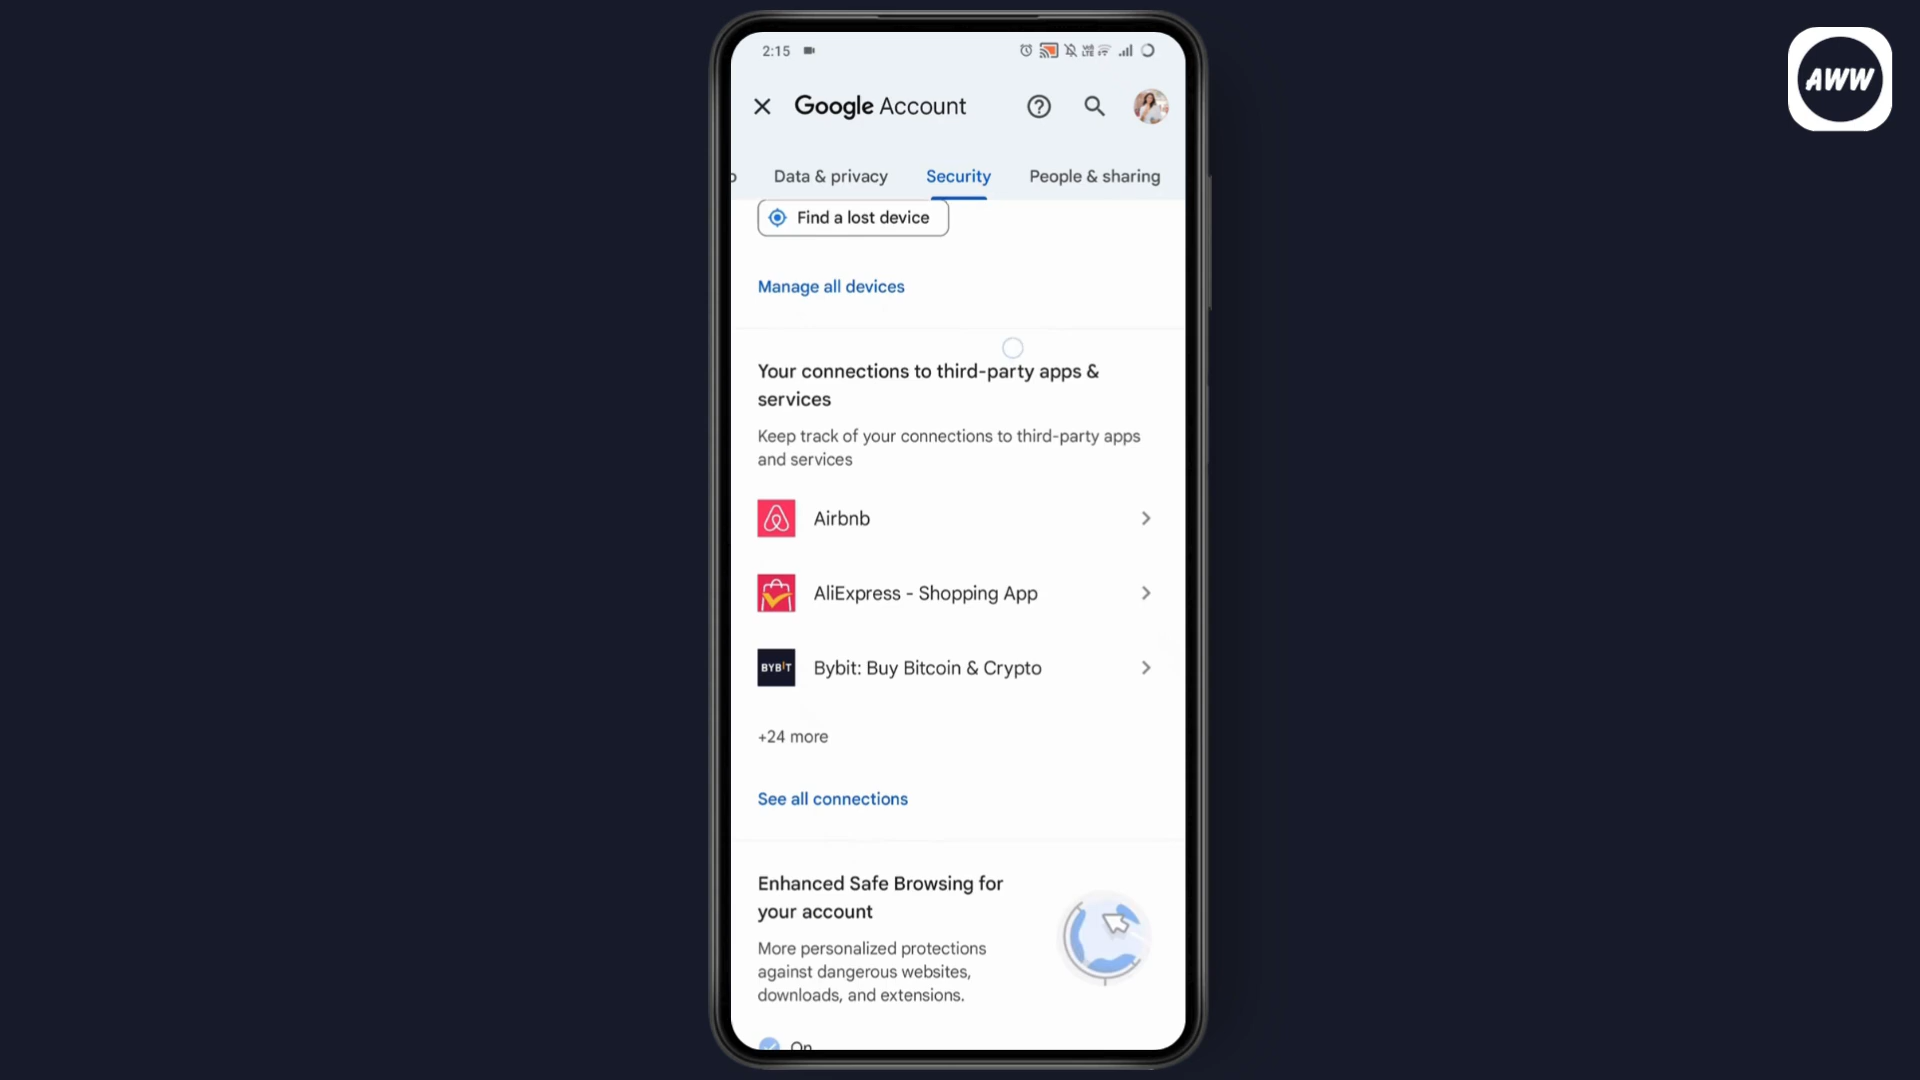 2:15
AWW
Google Account
Data & privacy
Security
People & sharing
Find a lost device
Manage all devices
Your connections to third-party apps &
services
Keep track of your connections to third-party apps
and services
Airbnb
AliExpress - Shopping App
BYBIT
Bybit: Buy Bitcoin & Crypto
+24 more
See all connections
Enhanced Safe Browsing for
your account
More personalized protections
against dangerous websites,
downloads, and extensions.
On